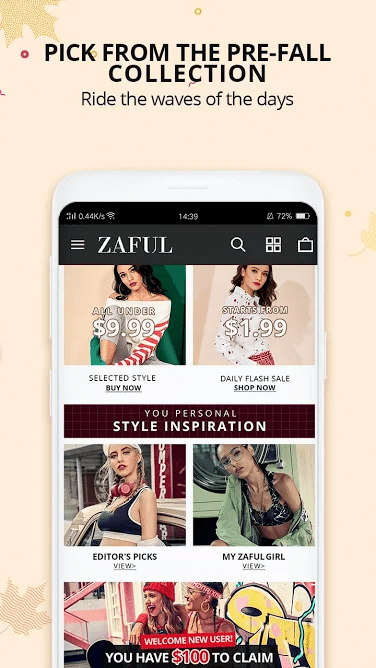 PICK FROM THE PRE-FALL
COLLECTION
Ride the waves of the days
0.44K/s 14:39 72%
ZAFUL
ALL UNDER
$9.99
STARTS FROM
$1.99
SELECTED STYLE
BUY NOW
DAILY FLASH SALE
SHOP NOW
YOU PERSONAL
STYLE INSPIRATION
EDITOR'S PICKS
VIEW>
MY ZAFUL GIRL
VIEW>
WELCOME NEW USER!
YOU HAVE $100 TO CLAIM